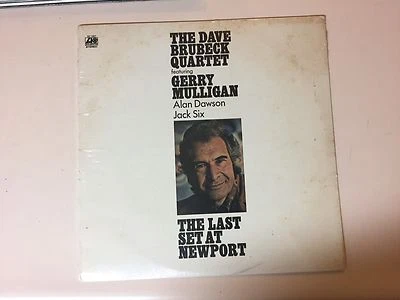 THE DAVE
BRUBECK
QUARTET
featuring
GERRY
MULLIGAN
Alan Dawson
Jack Six
THE LAST
SET AT
NEWPORT